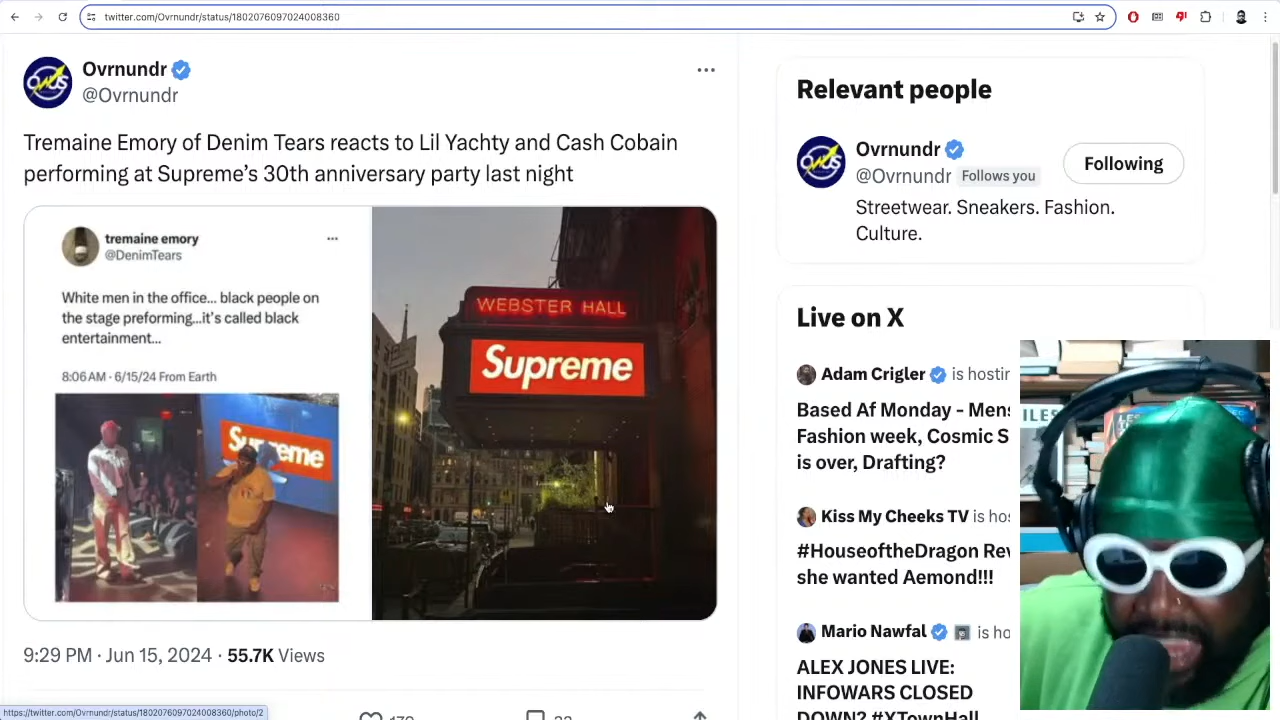 twitter.com/Ovrnundr/status/1802076097024008360
Ovrnundr
@Ovrnundr
Tremaine Emory of Denim Tears reacts to Lil Yachty and Cash Cobain
performing at Supreme's 30th anniversary party last night
tremaine emory
@DenimTears
White men in the office... black people on
the stage preforming...it's called black
entertainment...
8:06 AM · 6/15/24 From Earth
Supreme
WEBSTER HALL
Supreme
9:29 PM · Jun 15, 2024 · 55.7K Views
https://twitter.com/Ovrnundr/status/1802076097024008360/photo/2
Relevant people
Ovrnundr
@Ovrnundr Follows you
Following
Streetwear. Sneakers. Fashion.
Culture.
Live on X
Adam Crigler is hostin
Based Af Monday - Mens
Fashion week, Cosmic S
is over, Drafting?
Kiss My Cheeks TV is hos
#HouseoftheDragon Rev
she wanted Aemond!!!
Mario Nawfal is ho
ALEX JONES LIVE:
INFOWARS CLOSED